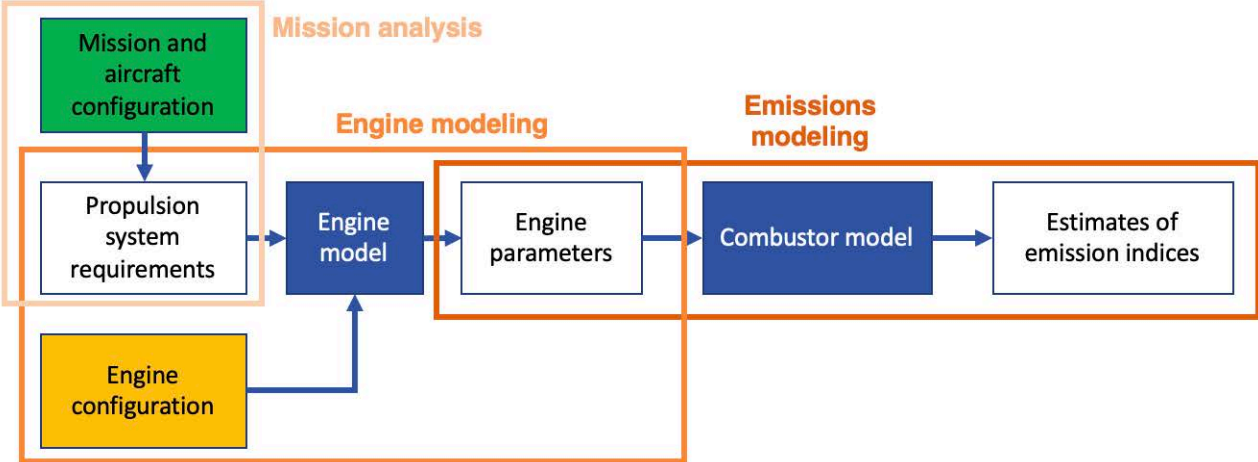 Mission analysis
Mission and
aircraft
configuration
Engine modeling
Emissions
modeling
Propulsion
system
requirements
Engine
model
Engine
parameters
Combustor model
Estimates of
emission indices
Engine
configuration